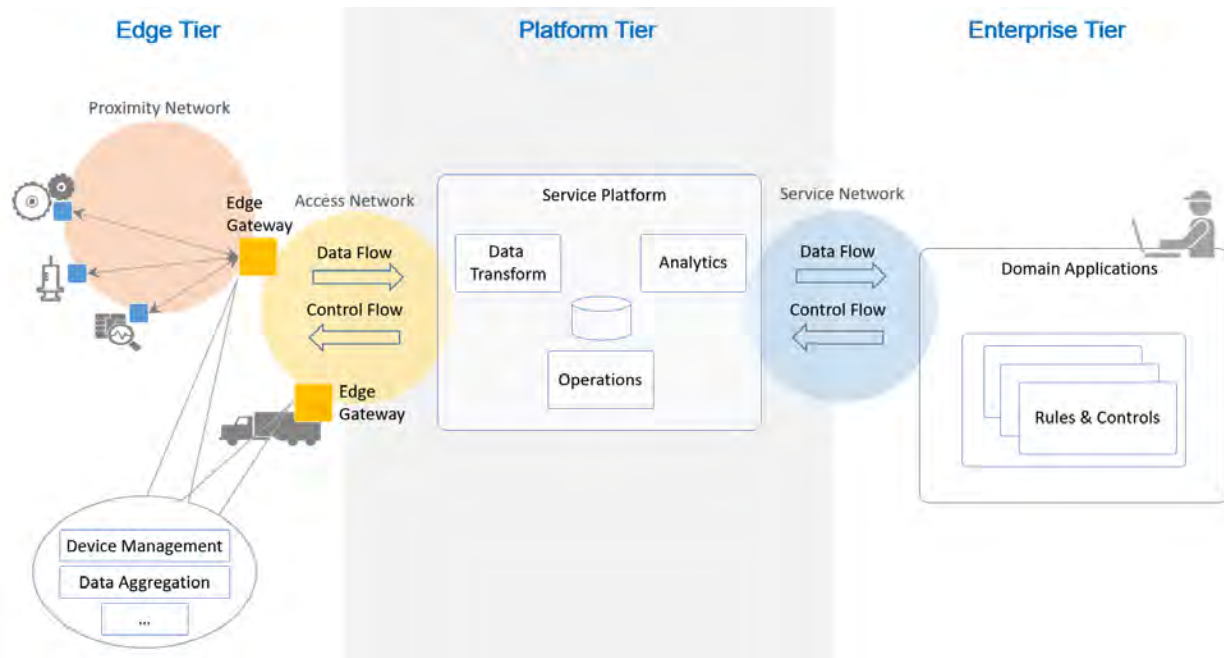 Edge Tier
Platform Tier
Enterprise Tier
Proximity Network
Edge
Gateway
Access Network
Data Flow
Control Flow
Edge
Gateway
Service Platform
Data
Transform
Analytics
Operations
Service Network
Data Flow
Control Flow
Domain Applications
Rules & Controls
Device Management
Data Aggregation
...